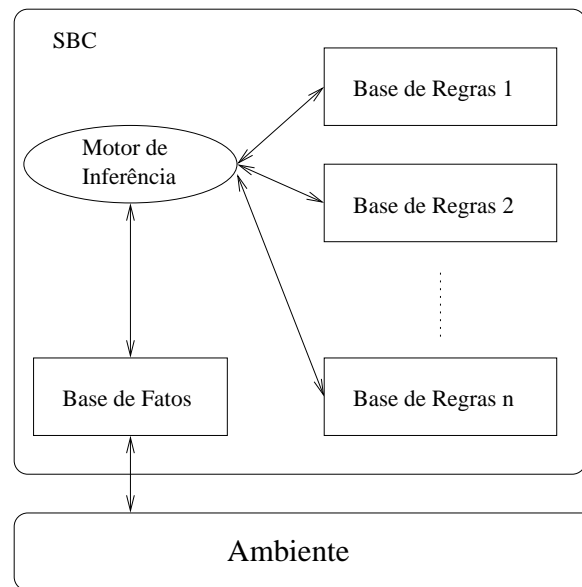 SBC
Base de Regras 1
Motor de
Inferência
Base de Regras 2
Base de Fatos
Base de Regras n
Ambiente